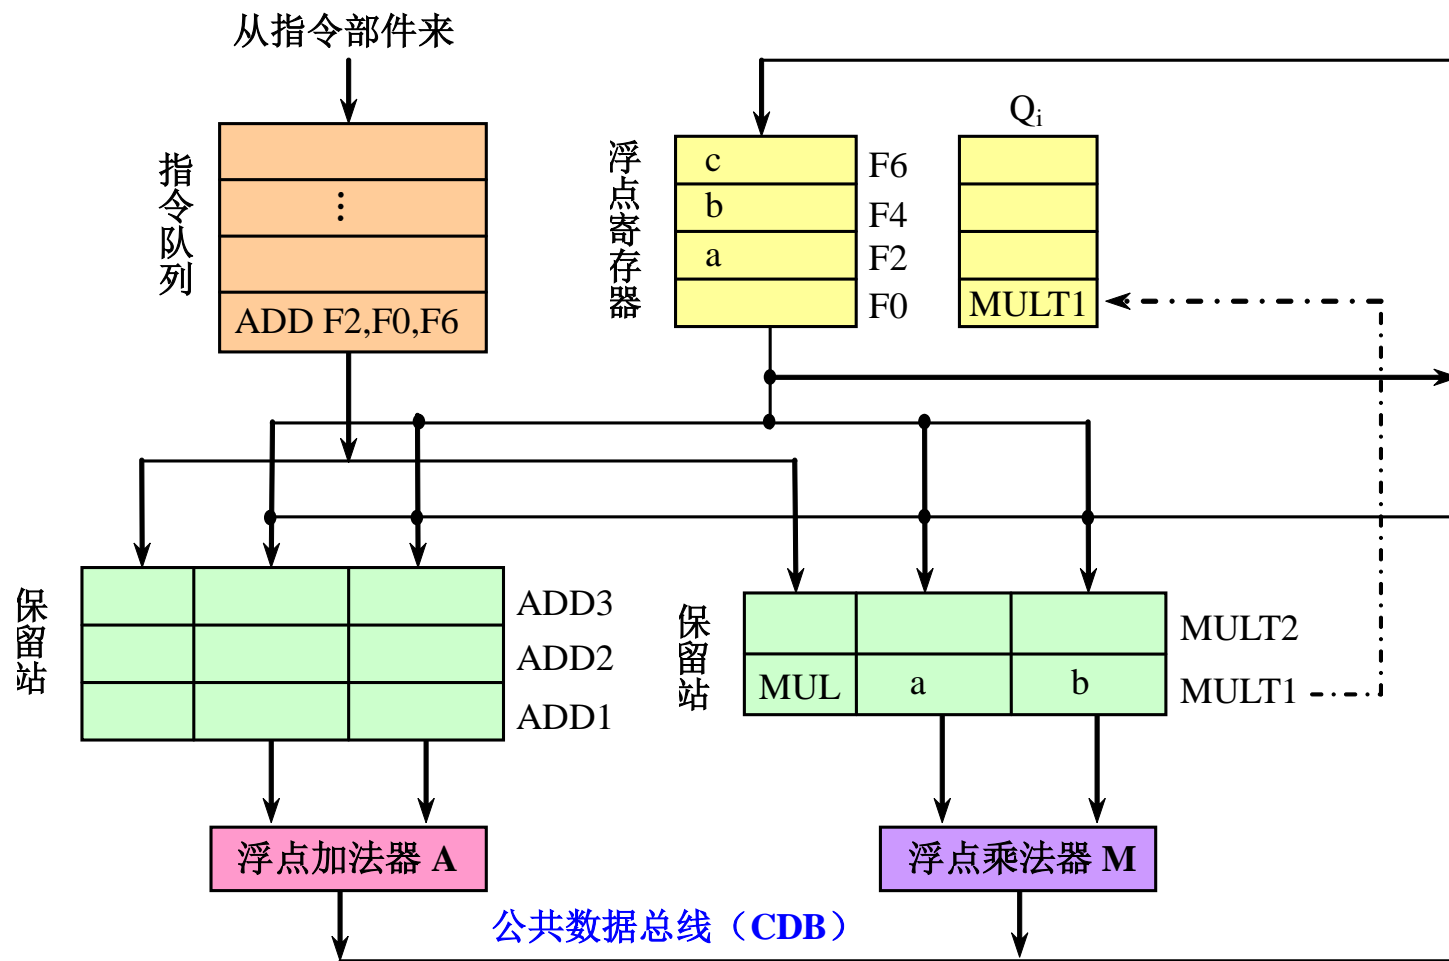 从指令部件来
指令队列
⋮
ADD F2,F0,F6
浮点寄存器
Qi
c
F6
b
F4
a
F2
F0
MULT1
保留站
ADD3
ADD2
ADD1
保留站
MULT2
MUL
a
b
MULT1
浮点加法器 A
浮点乘法器 M
公共数据总线（CDB）